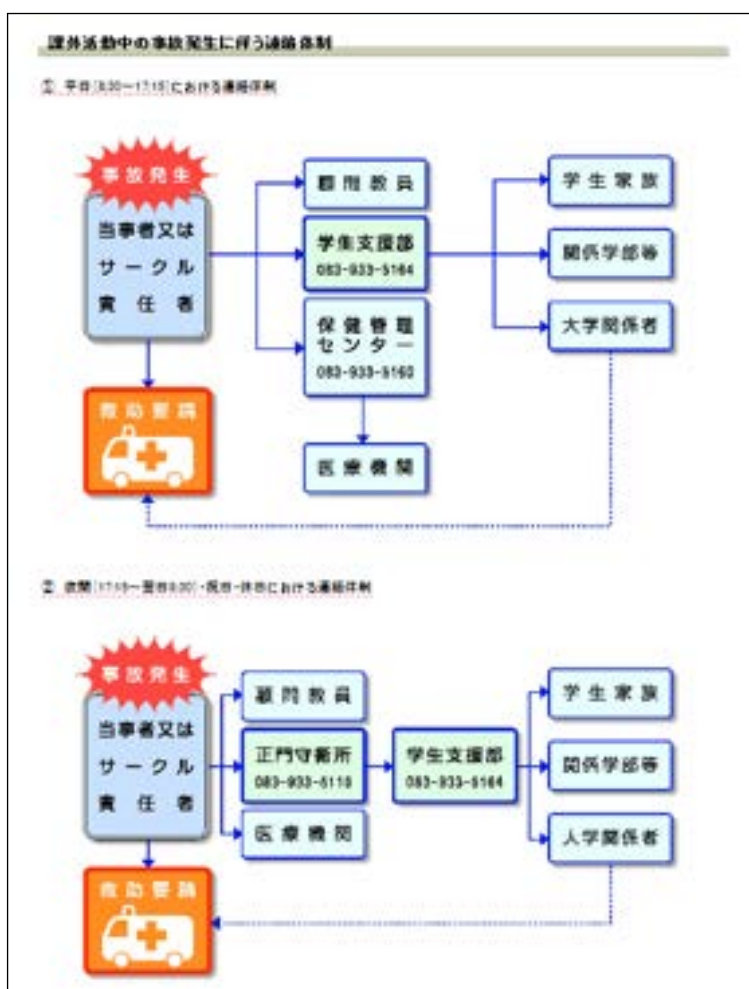 課外活動中の事故発生に伴う連絡体制
① 平日(8:30〜17:15)における連絡体制
事故発生
当事者又は
サークル
責任者
救助要請
顧問教員
学生支援部
083-933-5164
保健管理
センター
083-933-5160
医療機関
学生家族
関係学部等
大学関係者
② 夜間(17:15〜翌日8:30)・祝日・休日における連絡体制
事故発生
当事者又は
サークル
責任者
救助要請
顧問教員
正門守衛所
医療機関
学生支援部
083-933-5164
学生家族
関係学部等
大学関係者